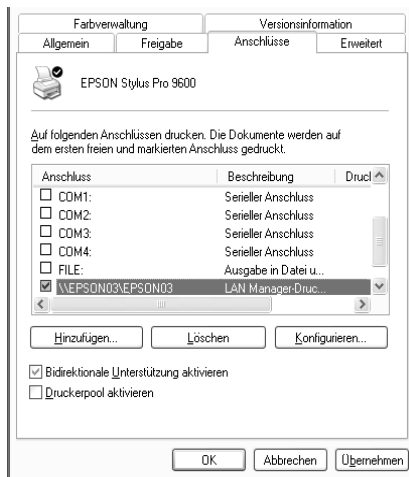 Farbverwaltung Versionsinformation
Allgemein Freigabe Anschlüsse Erweitert
EPSON Stylus Pro 9600
Auf folgenden Anschlüssen drucken. Die Dokumente werden auf
dem ersten freien und markierten Anschluss gedruckt.
Anschluss Beschreibung Druc
COM1: Serieller Anschluss
COM2: Serieller Anschluss
COM3: Serieller Anschluss
COM4: Serieller Anschluss
FILE: Ausgabe in Datei u...
\\EPSON03\EPSON03 LAN Manager-Druc...
Hinzufügen... Löschen Konfigurieren...
Bidirektionale Unterstützung aktivieren
Druckerpool aktivieren
OK Abbrechen Übernehmen